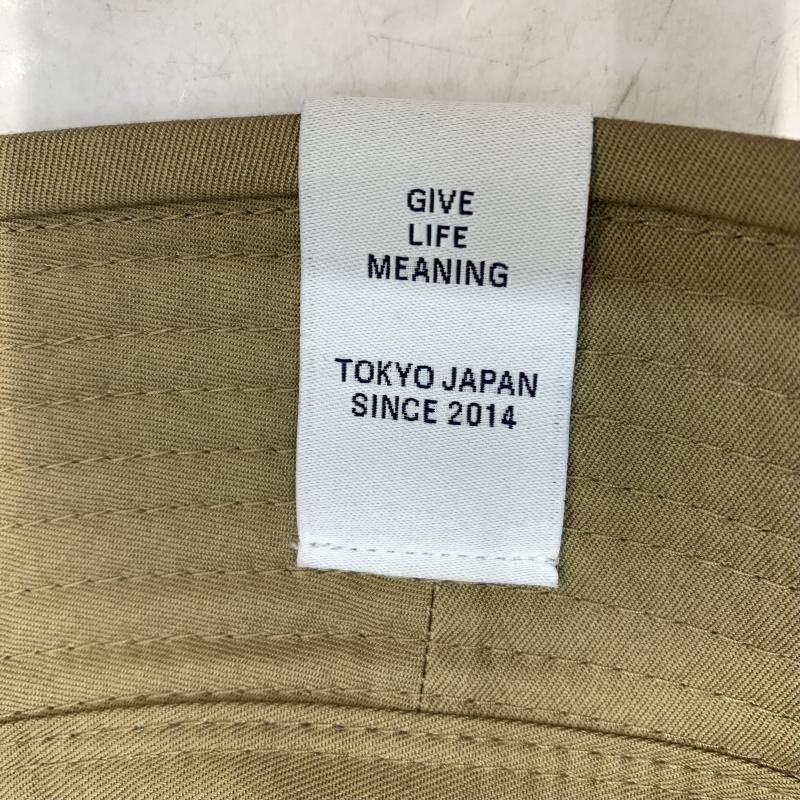 GIVE
LIFE
MEANING
TOKYO JAPAN
SINCE 2014